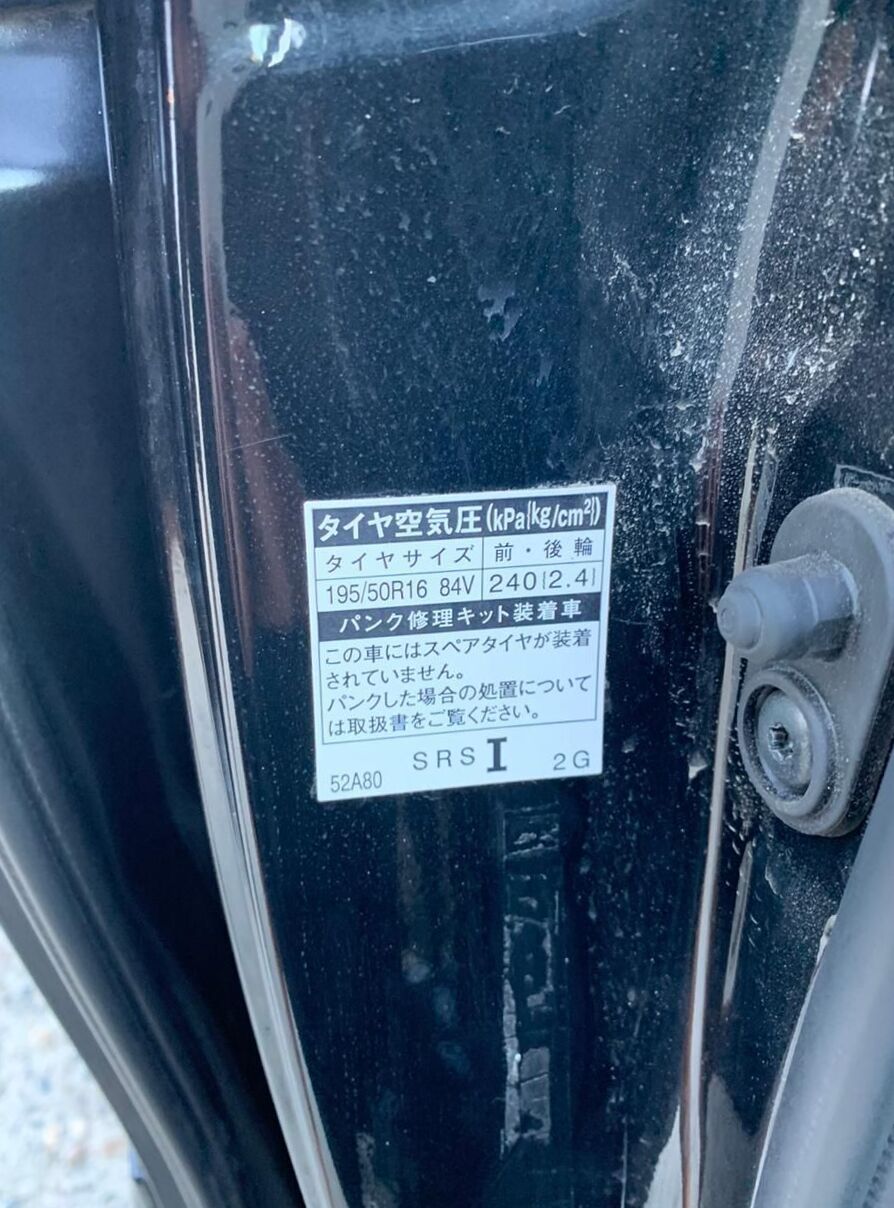 タイヤ空気圧(kPa{kg/cm²})
タイヤサイズ 前・後輪
195/50R16 84V 240{2.4}
パンク修理キット装着車
この車にはスペアタイヤが装着
されていません。
パンクした場合の処置について
は取扱書をご覧ください。
52A80 SRS I 2G